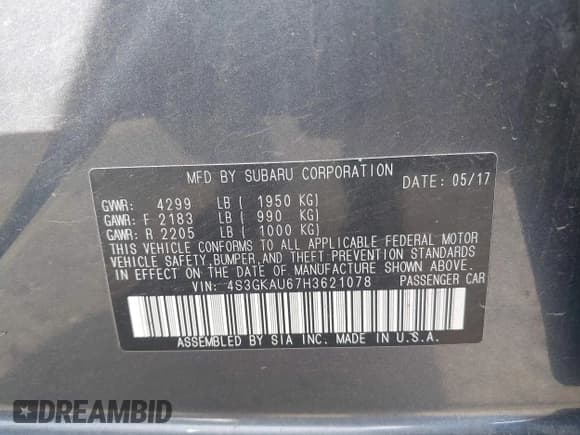 MFD BY SUBARU CORPORATION
DATE: 05/17
GVWR: 4299 LB ( 1950 KG)
GAWR: F 2183 LB ( 990 KG)
GAWR: R 2205 LB ( 1000 KG)
THIS VEHICLE CONFORMS TO ALL APPLICABLE FEDERAL MOTOR
VEHICLE SAFETY, BUMPER, AND THEFT PREVENTION STANDARDS
IN EFFECT ON THE DATE OF MANUFACTURE SHOWN ABOVE.
VIN: 4S3GKAU67H3621078 PASSENGER CAR
ASSEMBLED BY SIA INC. MADE IN U.S.A.
DREAMBID